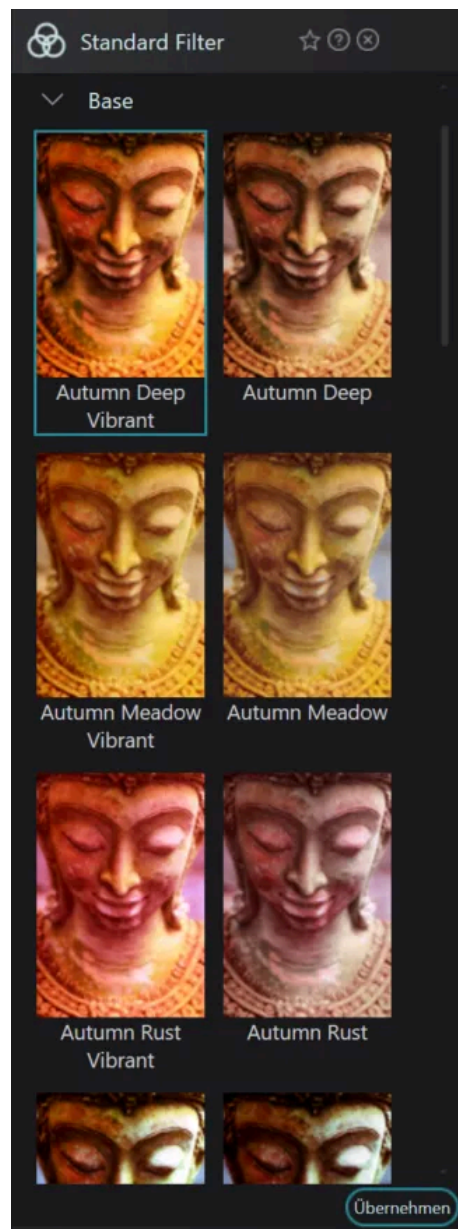 Standard Filter
Base
Autumn Deep
Vibrant
Autumn Deep
Autumn Meadow
Vibrant
Autumn Meadow
Autumn Rust
Vibrant
Autumn Rust
Übernehmen